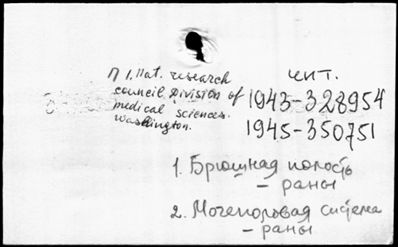 П 1. Nat. research
council Division of
medical sciences.
Washington.
чит.
1943-328954
1945-350751
1. Брюшная полость
- раны
2. Мочеполовая система
- раны